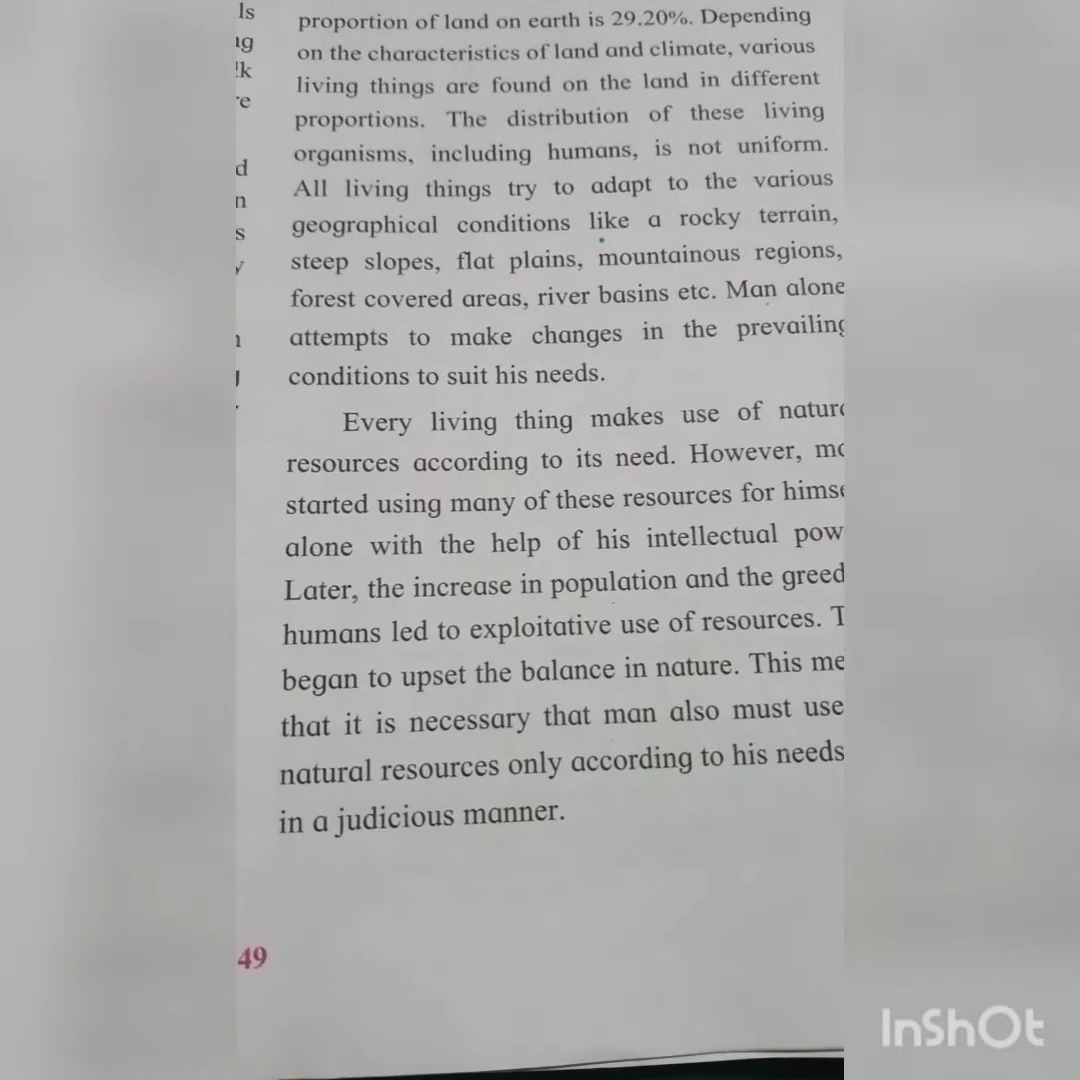 ls
proportion of land on earth is 29.20%. Depending
on the characteristics of land and climate, various
living things are found on the land in different
proportions. The distribution of these living
organisms, including humans, is not uniform.
All living things try to adapt to the various
geographical conditions like a rocky terrain,
steep slopes, flat plains, mountainous regions,
forest covered areas, river basins etc. Man alone
attempts to make changes in the prevailing
conditions to suit his needs.
Every living thing makes use of
resources according to its need. However,
started using many of these resources for
alone with the help of his intellectual
Later, the increase in population and the greed
humans led to exploitative use of resources.
began to upset the balance in nature. This
that it is necessary that man also must use
natural resources only according to his needs
in a judicious manner.
49
InShOt